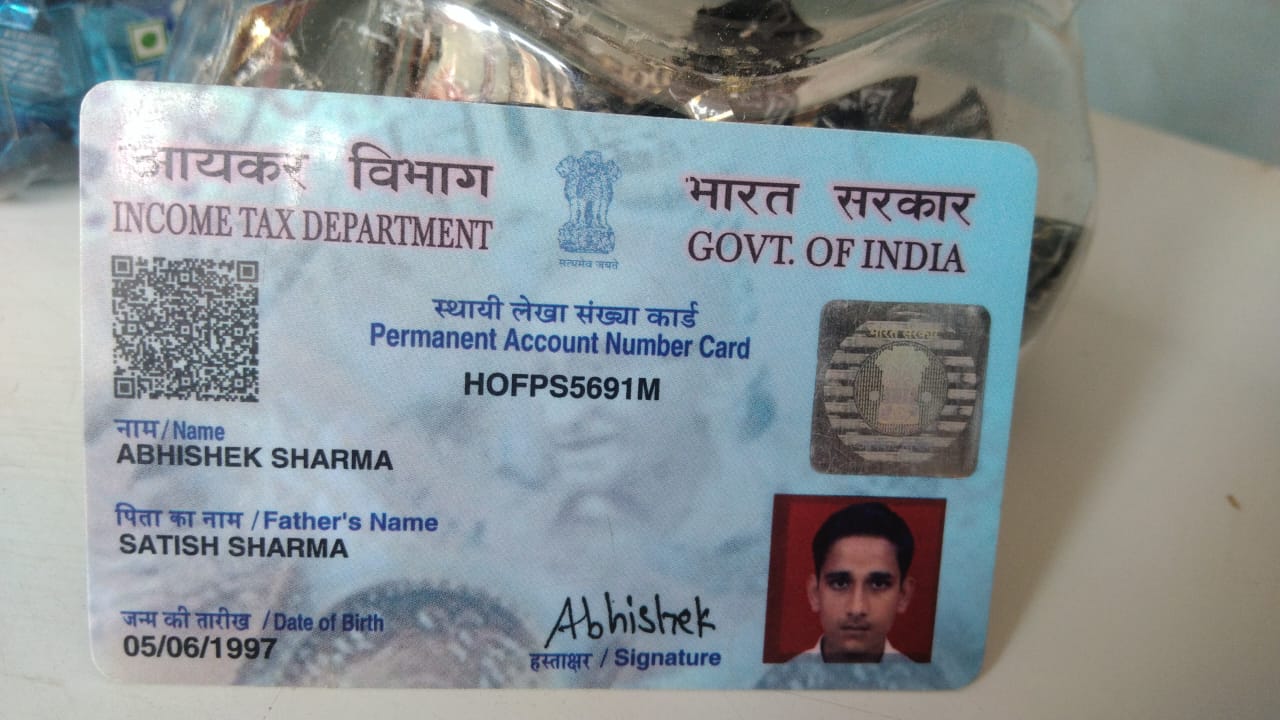 आयकर विभाग
INCOME TAX DEPARTMENT
सत्यमेव जयते
भारत सरकार
GOVT. OF INDIA
स्थायी लेखा संख्या कार्ड
Permanent Account Number Card
HOFPS5691M
भारत सरकार
नाम/Name
ABHISHEK SHARMA
पिता का नाम /Father's Name
SATISH SHARMA
जन्म की तारीख /Date of Birth
05/06/1997
Abhishek
हस्ताक्षर / Signature